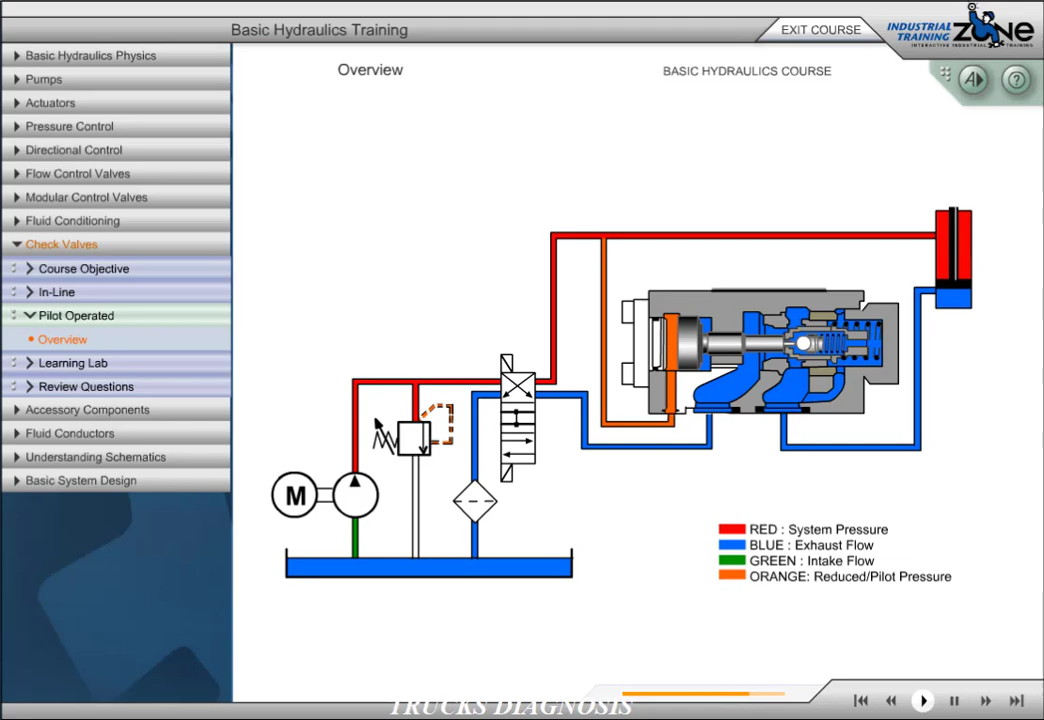 Basic Hydraulics Training
EXIT COURSE
INDUSTRIAL
TRAINING
ZONE
INTERACTIVE INDUSTRIAL TRAINING
Basic Hydraulics Physics
Pumps
Actuators
Pressure Control
Directional Control
Flow Control Valves
Modular Control Valves
Fluid Conditioning
Check Valves
Course Objective
In-Line
Pilot Operated
Overview
Learning Lab
Review Questions
Accessory Components
Fluid Conductors
Understanding Schematics
Basic System Design
Overview
BASIC HYDRAULICS COURSE
A
?
M
RED : System Pressure
BLUE : Exhaust Flow
GREEN : Intake Flow
ORANGE: Reduced/Pilot Pressure
TRUCKS DIAGNOSIS